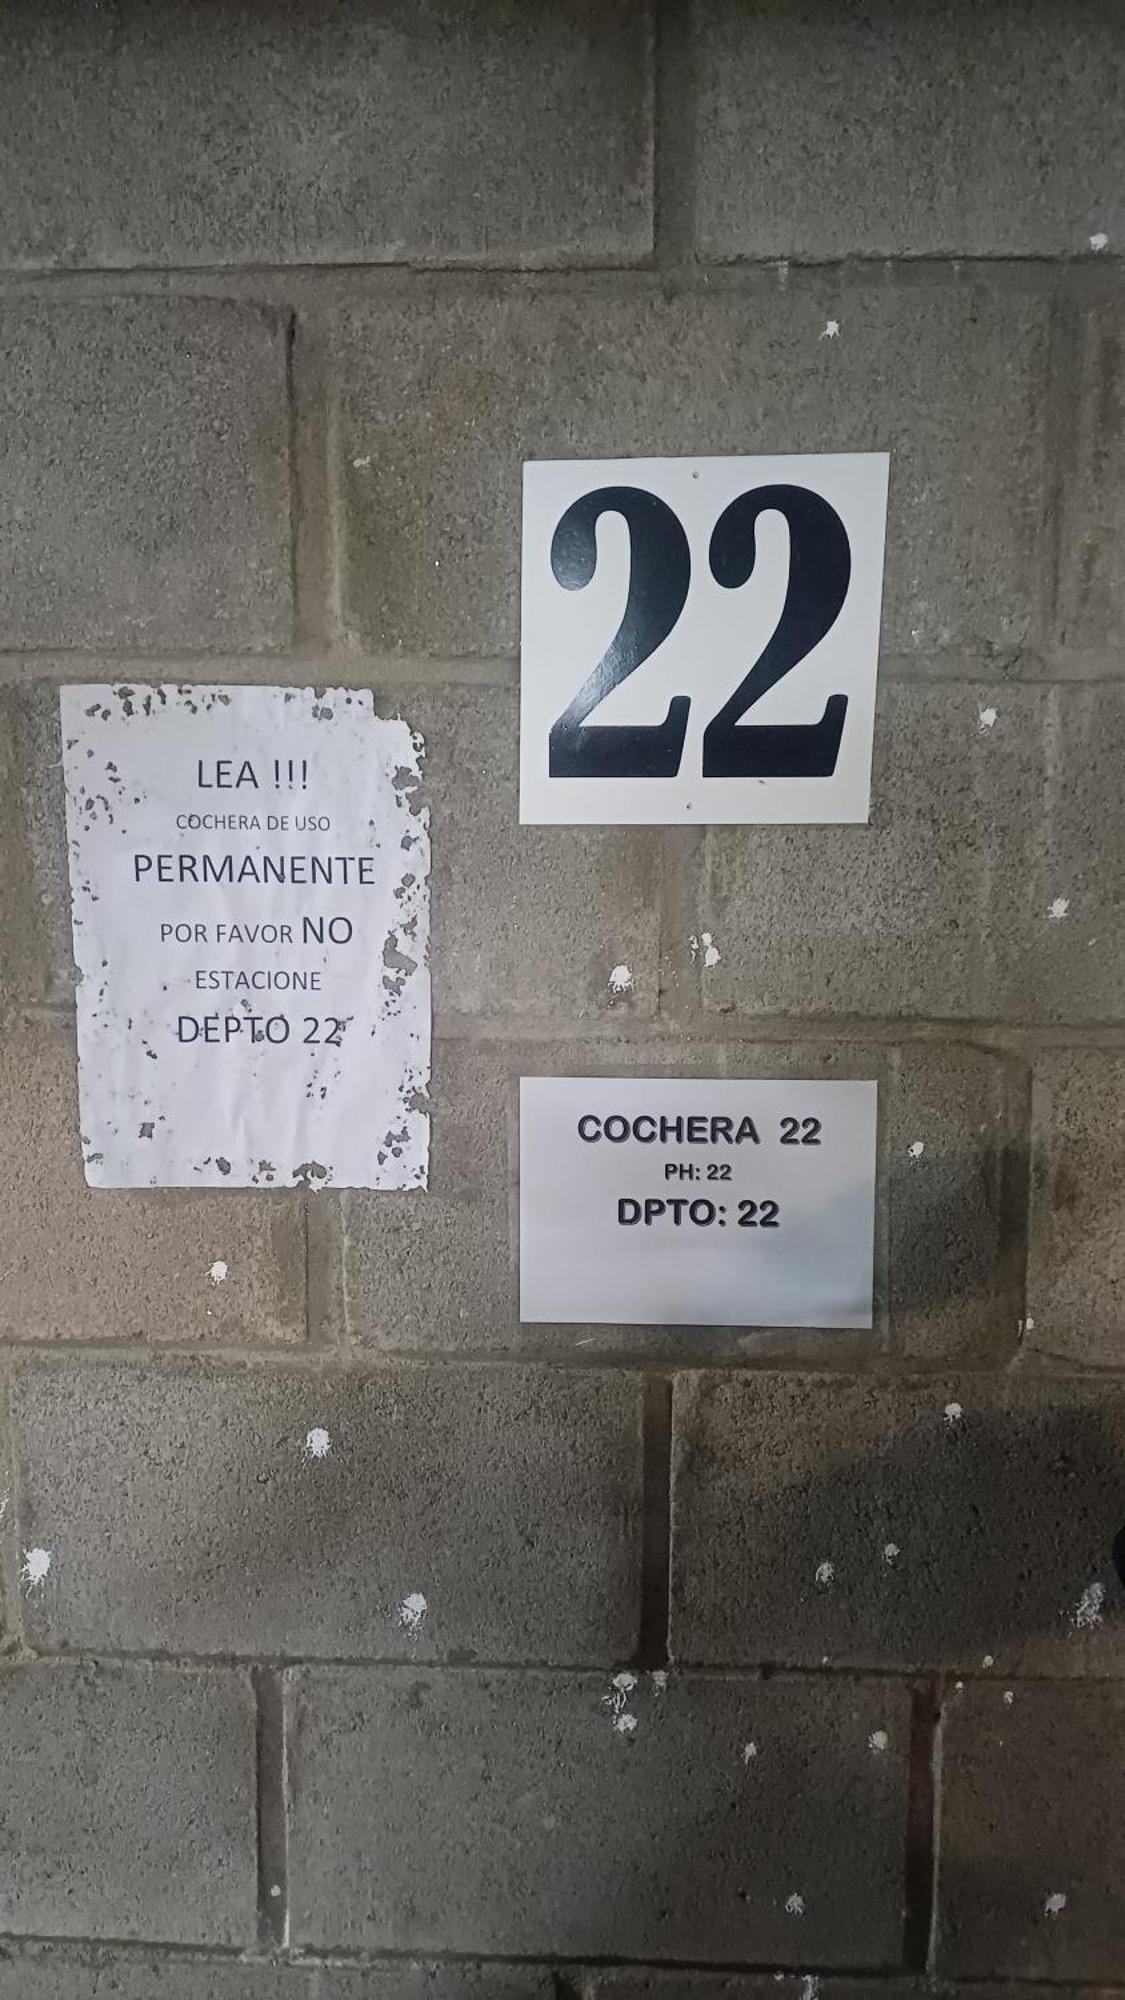 22
LEA !!!
COCHERA DE USO
PERMANENTE
POR FAVOR NO
ESTACIONE
DEPTO 22
COCHERA 22
PH: 22
DPTO: 22